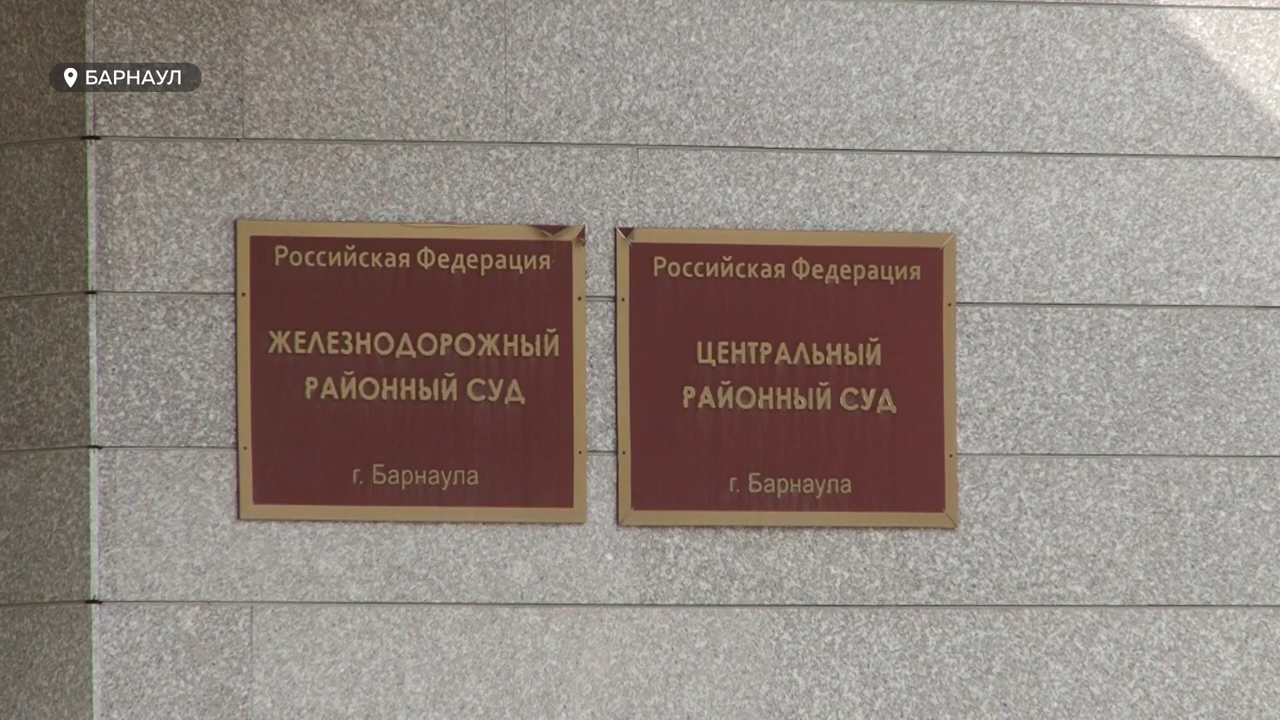 БАРНАУЛ
Российская Федерация
ЖЕЛЕЗНОДОРОЖНЫЙ
РАЙОННЫЙ СУД
г. Барнаула
Российская Федерация
ЦЕНТРАЛЬНЫЙ
РАЙОННЫЙ СУД
г. Барнаула